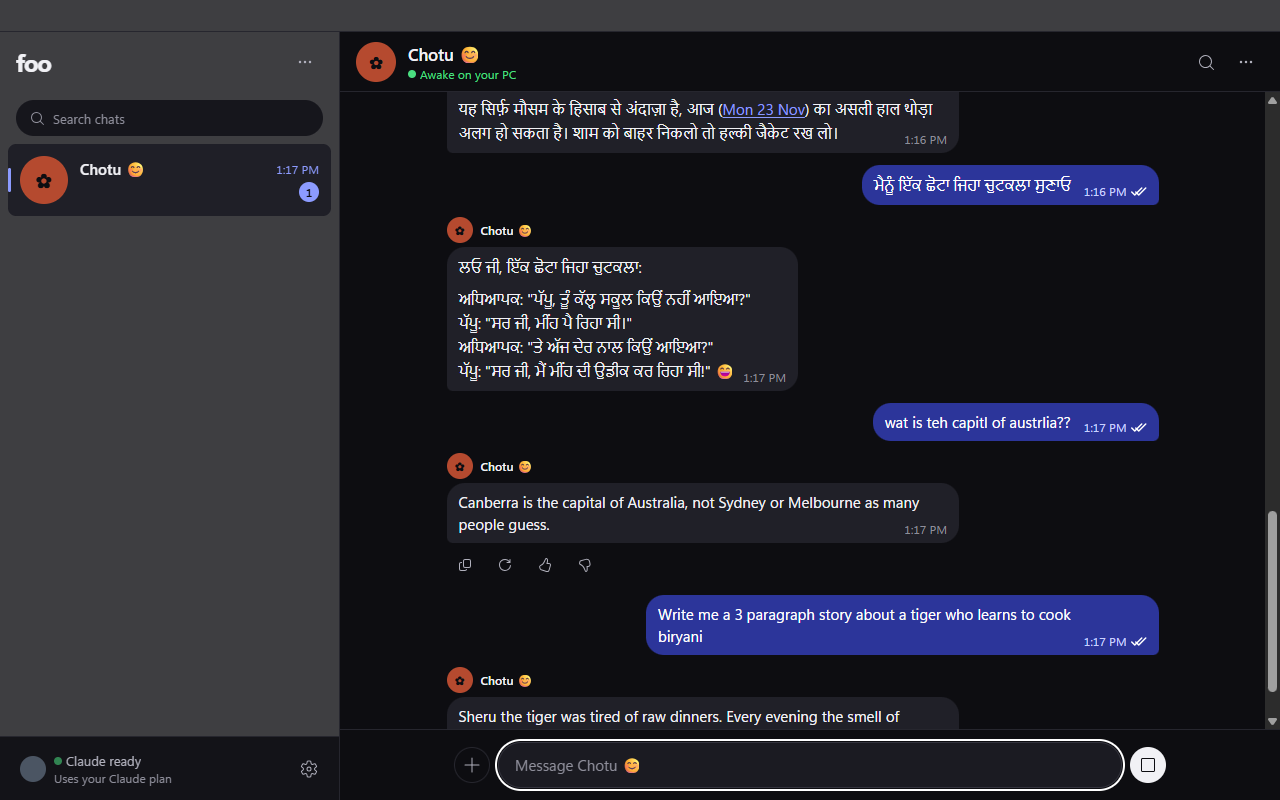 foo
Search chats
Chotu 😊
1:17 PM
1
Claude ready
Uses your Claude plan
Chotu 😊
Awake on your PC
यह सिर्फ़ मौसम के हिसाब से अंदाज़ा है, आज (Mon 23 Nov) का असली हाल थोड़ा
अलग हो सकता है। शाम को बाहर निकलो तो हल्की जैकेट रख लो।
1:16 PM
ਮੈਨੂੰ ਇੱਕ ਛੋਟਾ ਜਿਹਾ ਚੁਟਕਲਾ ਸੁਣਾਓ
1:16 PM
Chotu 😊
ਲਓ ਜੀ, ਇੱਕ ਛੋਟਾ ਜਿਹਾ ਚੁਟਕਲਾ:
ਅਧਿਆਪਕ: "ਪੱਪੂ, ਤੂੰ ਕੱਲ੍ਹ ਸਕੂਲ ਕਿਉਂ ਨਹੀਂ ਆਇਆ?"
ਪੱਪੂ: "ਸਰ ਜੀ, ਮੀਂਹ ਪੈ ਰਿਹਾ ਸੀ।"
ਅਧਿਆਪਕ: "ਤੇ ਅੱਜ ਦੇਰ ਨਾਲ ਕਿਉਂ ਆਇਆ?"
ਪੱਪੂ: "ਸਰ ਜੀ, ਮੈਂ ਮੀਂਹ ਦੀ ਉਡੀਕ ਕਰ ਰਿਹਾ ਸੀ!" 😄
1:17 PM
wat is teh capitl of austrlia??
1:17 PM
Chotu 😊
Canberra is the capital of Australia, not Sydney or Melbourne as many
people guess.
1:17 PM
Write me a 3 paragraph story about a tiger who learns to cook
biryani
1:17 PM
Chotu 😊
Sheru the tiger was tired of raw dinners. Every evening the smell of
Message Chotu 😊